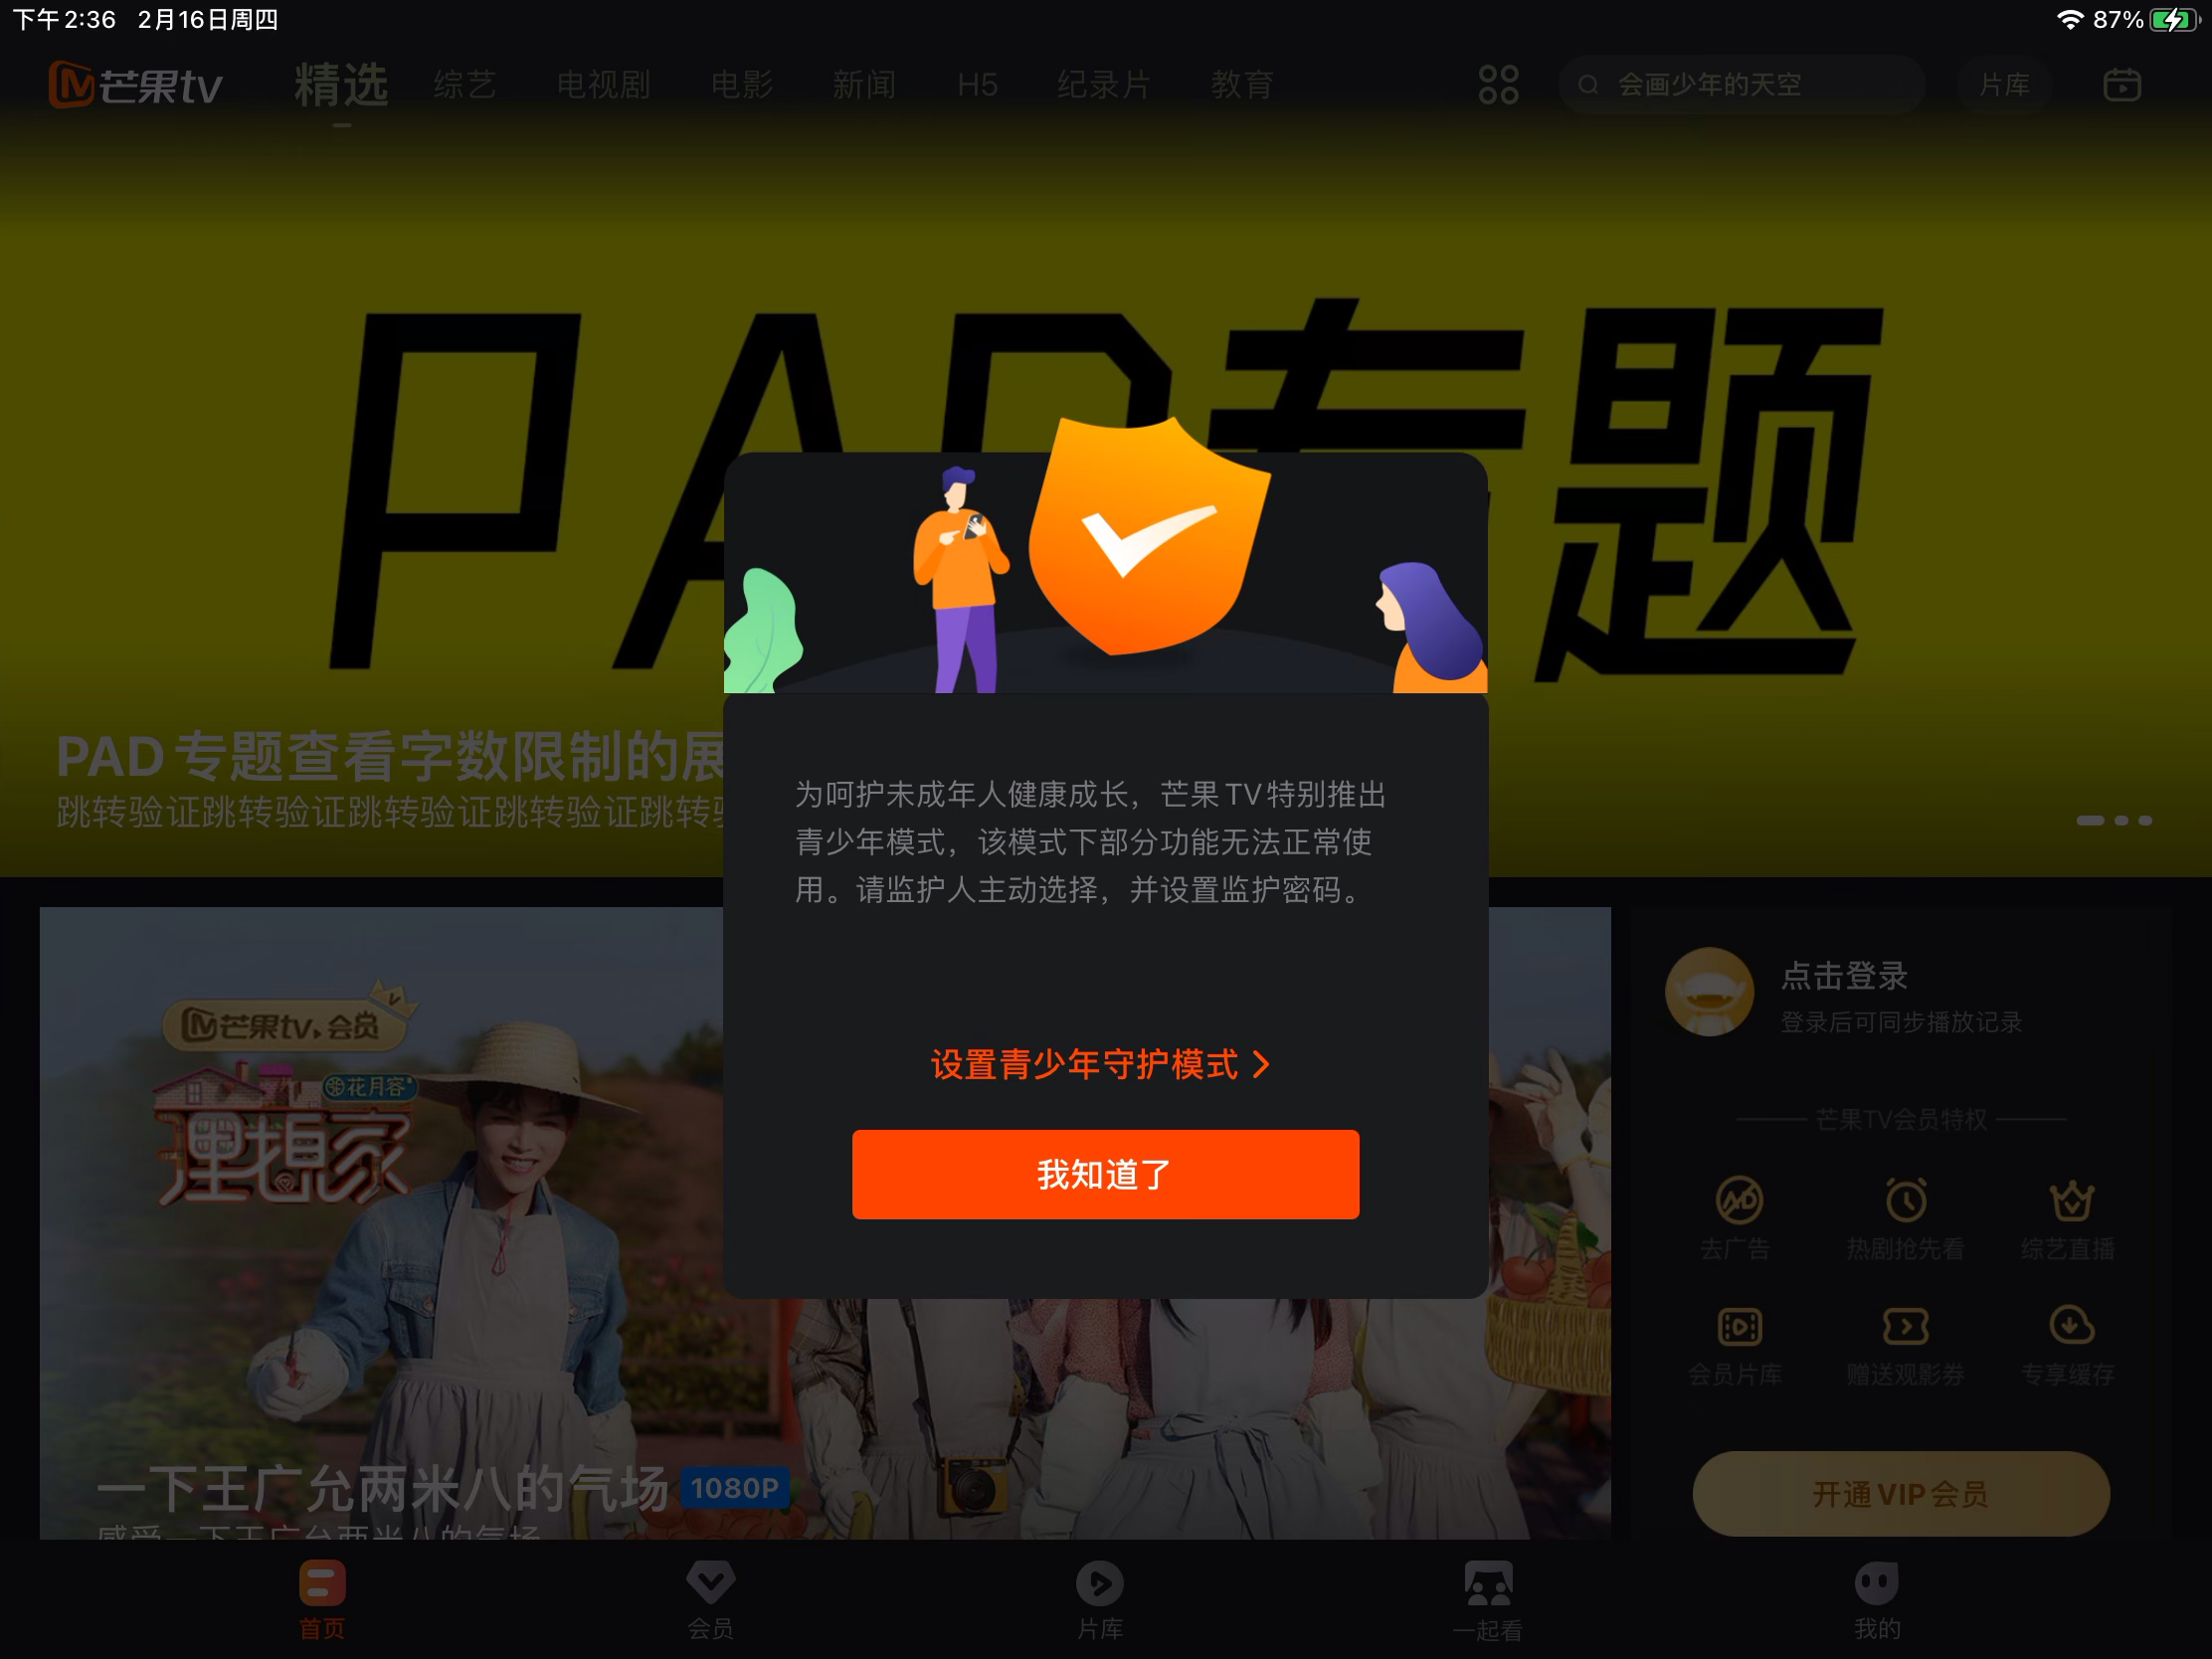 下午2:36 2月16日周四
87%
芒果tv
精选 综艺 电视剧 电影 新闻 H5 纪录片 教育
会画少年的天空
片库
PAD专题
PAD专题查看字数限制的展
跳转验证跳转验证跳转验证跳转验证跳转验
为呵护未成年人健康成长，芒果TV特别推出
青少年模式，该模式下部分功能无法正常使
用。请监护人主动选择，并设置监护密码。
设置青少年守护模式
我知道了
芒果tv 会员
花月客
理想家
一下王广允两米八的气场
1080P
感受一下王广允两米八的气场
点击登录
登录后可同步播放记录
芒果TV会员特权
AD
去广告 热剧抢先看 综艺直播
会员片库 赠送观影券 专享缓存
开通VIP会员
首页 会员 片库 一起看 我的